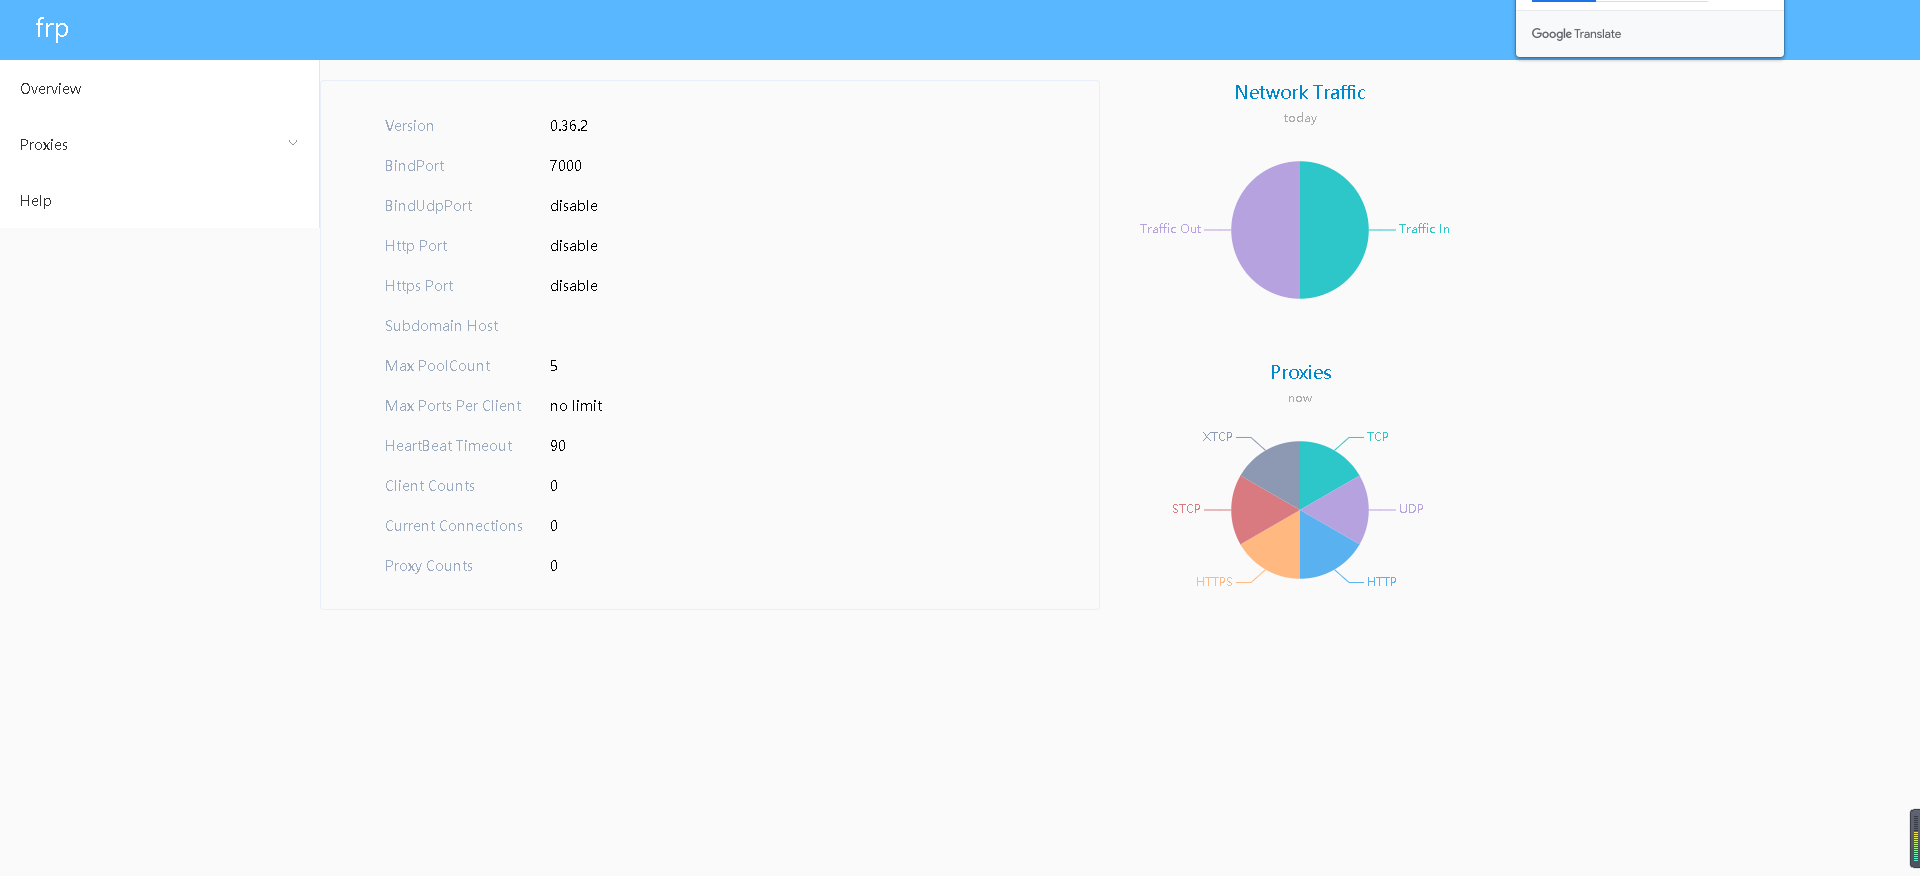 frp
Google Translate
Overview
Proxies
Help
Version 0.36.2
BindPort 7000
BindUdpPort disable
Http Port disable
Https Port disable
Subdomain Host
Max PoolCount 5
Max Ports Per Client no limit
HeartBeat Timeout 90
Client Counts 0
Current Connections 0
Proxy Counts 0
Network Traffic
today
Traffic Out
Traffic In
Proxies
now
XTCP
TCP
STCP
UDP
HTTPS
HTTP